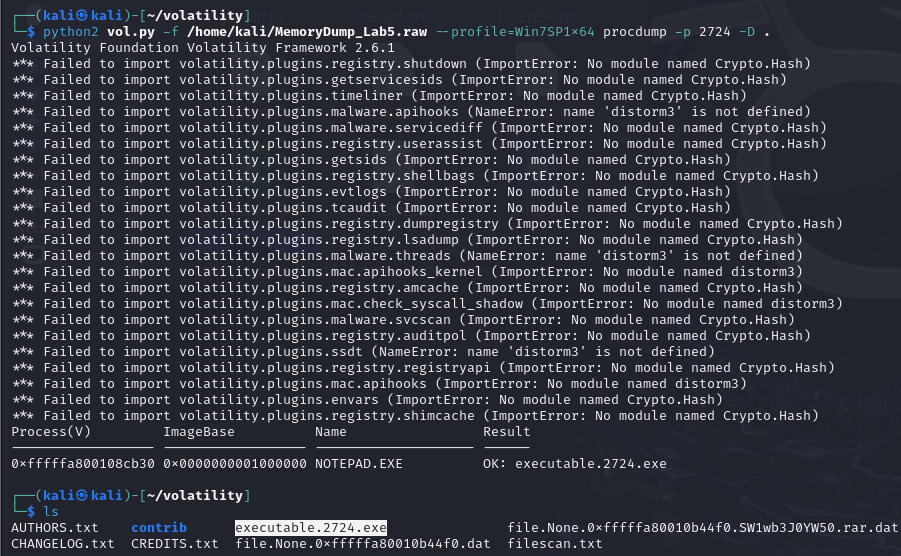 ┌──(kali㉿kali)-[~/volatility]
└─$ python2 vol.py -f /home/kali/MemoryDump_Lab5.raw --profile=Win7SP1x64 procdump -p 2724 -D .
Volatility Foundation Volatility Framework 2.6.1
*** Failed to import volatility.plugins.registry.shutdown (ImportError: No module named Crypto.Hash)
*** Failed to import volatility.plugins.getservicesids (ImportError: No module named Crypto.Hash)
*** Failed to import volatility.plugins.timeliner (ImportError: No module named Crypto.Hash)
*** Failed to import volatility.plugins.malware.apihooks (NameError: name 'distorm3' is not defined)
*** Failed to import volatility.plugins.malware.servicediff (ImportError: No module named Crypto.Hash)
*** Failed to import volatility.plugins.registry.userassist (ImportError: No module named Crypto.Hash)
*** Failed to import volatility.plugins.getsids (ImportError: No module named Crypto.Hash)
*** Failed to import volatility.plugins.registry.shellbags (ImportError: No module named Crypto.Hash)
*** Failed to import volatility.plugins.evtlogs (ImportError: No module named Crypto.Hash)
*** Failed to import volatility.plugins.tcaudit (ImportError: No module named Crypto.Hash)
*** Failed to import volatility.plugins.registry.dumpregistry (ImportError: No module named Crypto.Hash)
*** Failed to import volatility.plugins.registry.lsadump (ImportError: No module named Crypto.Hash)
*** Failed to import volatility.plugins.malware.threads (NameError: name 'distorm3' is not defined)
*** Failed to import volatility.plugins.mac.apihooks_kernel (ImportError: No module named distorm3)
*** Failed to import volatility.plugins.registry.amcache (ImportError: No module named Crypto.Hash)
*** Failed to import volatility.plugins.mac.check_syscall_shadow (ImportError: No module named distorm3)
*** Failed to import volatility.plugins.malware.svcscan (ImportError: No module named Crypto.Hash)
*** Failed to import volatility.plugins.registry.auditpol (ImportError: No module named Crypto.Hash)
*** Failed to import volatility.plugins.ssdt (NameError: name 'distorm3' is not defined)
*** Failed to import volatility.plugins.registry.registryapi (ImportError: No module named Crypto.Hash)
*** Failed to import volatility.plugins.mac.apihooks (ImportError: No module named distorm3)
*** Failed to import volatility.plugins.envars (ImportError: No module named Crypto.Hash)
*** Failed to import volatility.plugins.registry.shimcache (ImportError: No module named Crypto.Hash)
Process(V) ImageBase Name Result
------------------ ------------------ -------------------- ------
0xfffffa800108cb30 0x0000000001000000 NOTEPAD.EXE OK: executable.2724.exe
┌──(kali㉿kali)-[~/volatility]
└─$ ls
AUTHORS.txt contrib executable.2724.exe file.None.0xfffffa80010b44f0.SW1wb3J0YW50.rar.dat
CHANGELOG.txt CREDITS.txt file.None.0xfffffa80010b44f0.dat filescan.txt